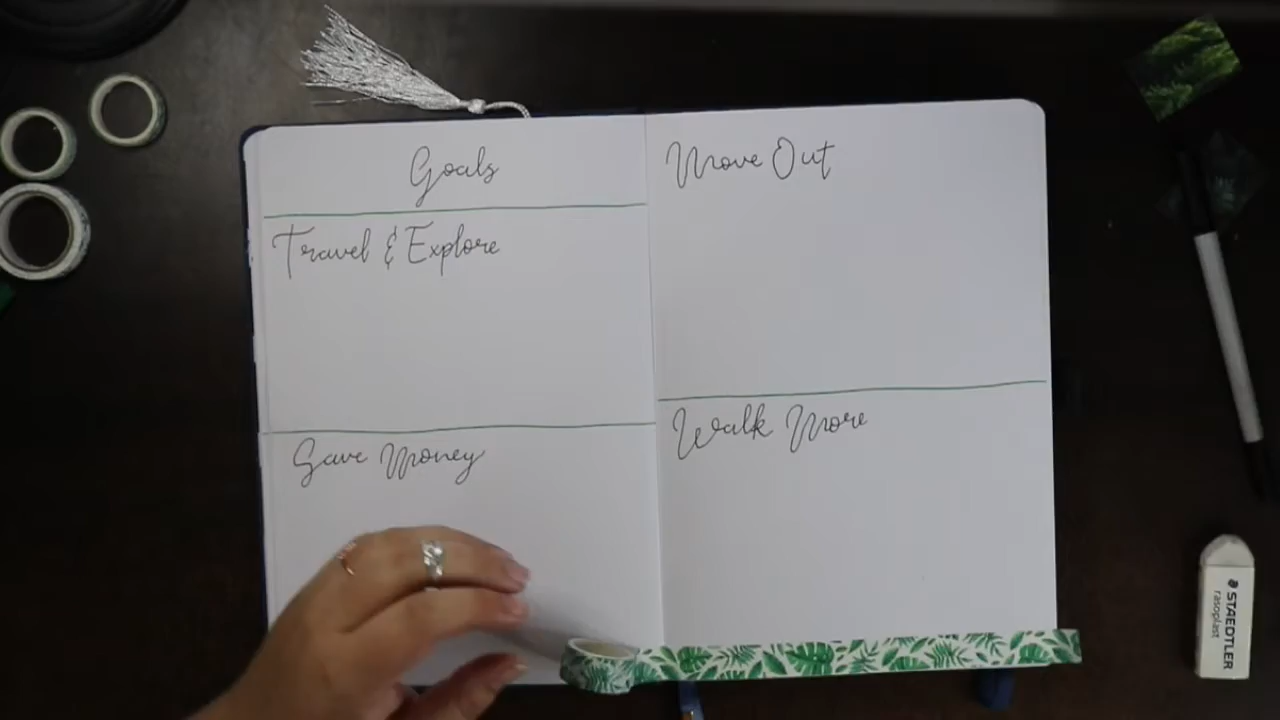 Goals
Travel & Explore
Save Money
Move Out
Walk More
STAEDTLER
rasoplast